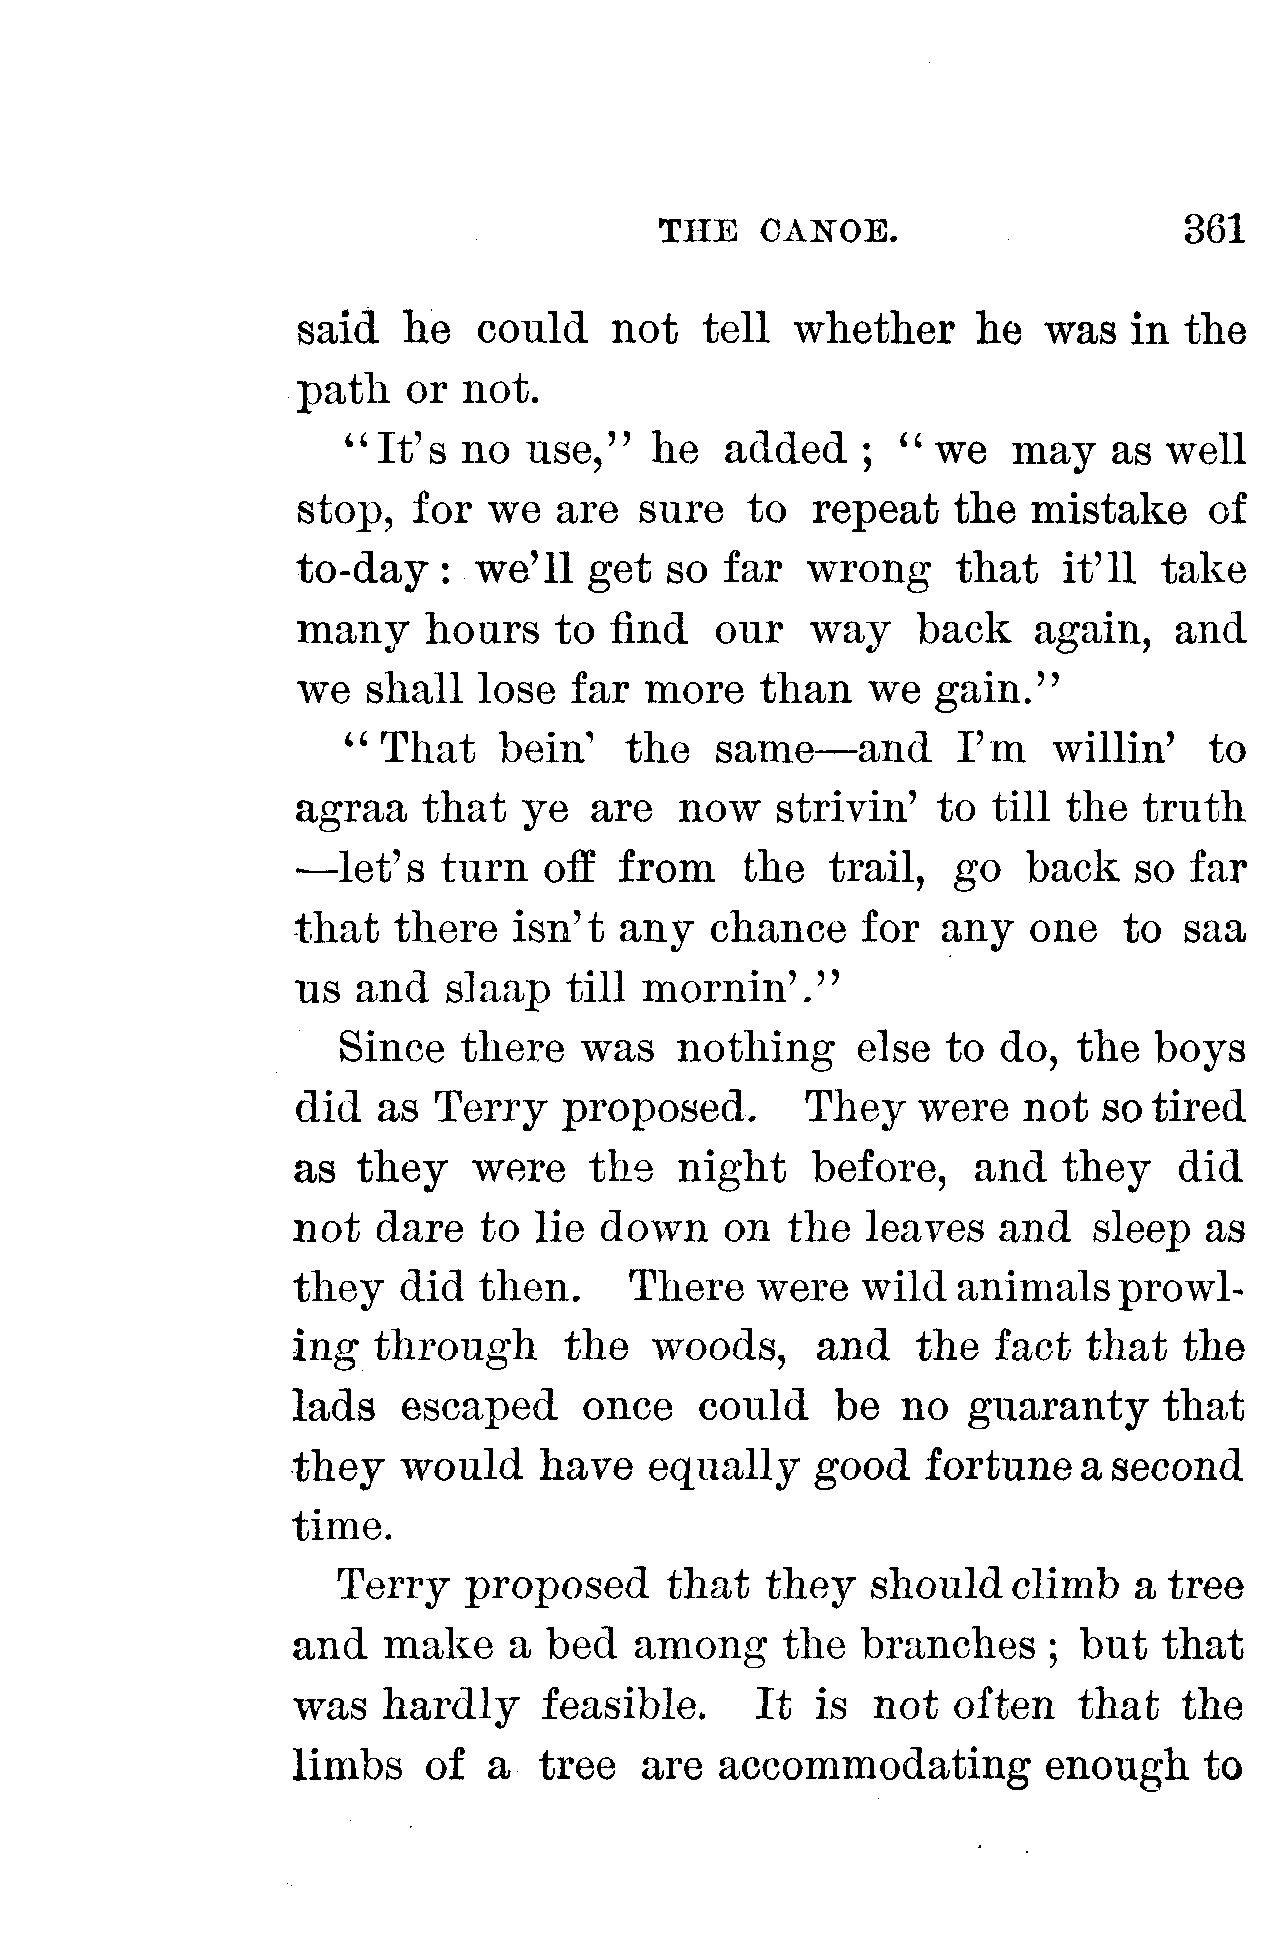 THE CANOE. 361
said he could not tell whether he was in the
path or not.
“It’s no use,” he added ; “we may as well
stop, for we are sure to repeat the mistake of
to-day : we’ll get so far wrong that it’ll take
many hours to find our way back again, and
we shall lose far more than we gain.”
“That bein’ the same—and I’m willin’ to
agraa that ye are now strivin’ to till the truth
—let’s turn off from the trail, go back so far
that there isn’t any chance for any one to saa
us and slaap till mornin’.”
Since there was nothing else to do, the boys
did as Terry proposed. They were not so tired
as they were the night before, and they did
not dare to lie down on the leaves and sleep as
they did then. There were wild animals prowl-
ing through the woods, and the fact that the
lads escaped once could be no guaranty that
they would have equally good fortune a second
time.
Terry proposed that they should climb a tree
and make a bed among the branches ; but that
was hardly feasible. It is not often that the
limbs of a tree are accommodating enough to